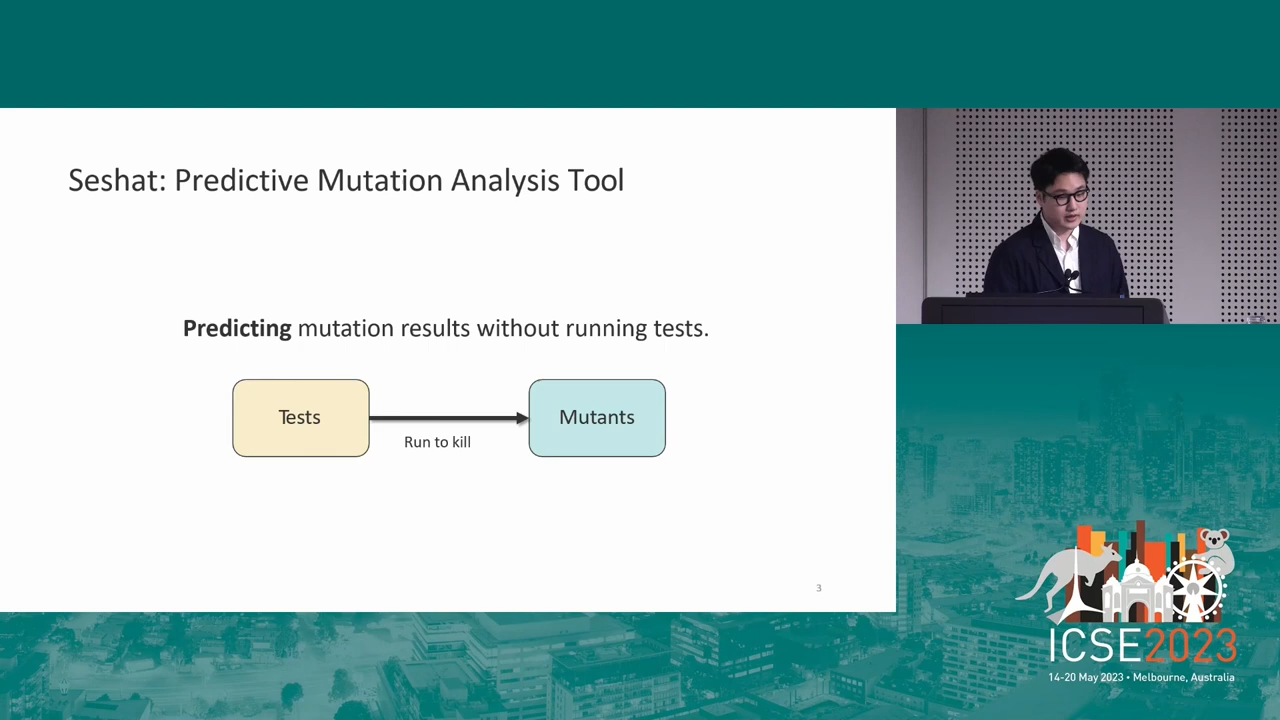 Seshat: Predictive Mutation Analysis Tool
Predicting mutation results without running tests.
Tests
Run to kill
Mutants
3
ICSE2023
14-20 May 2023 • Melbourne, Australia